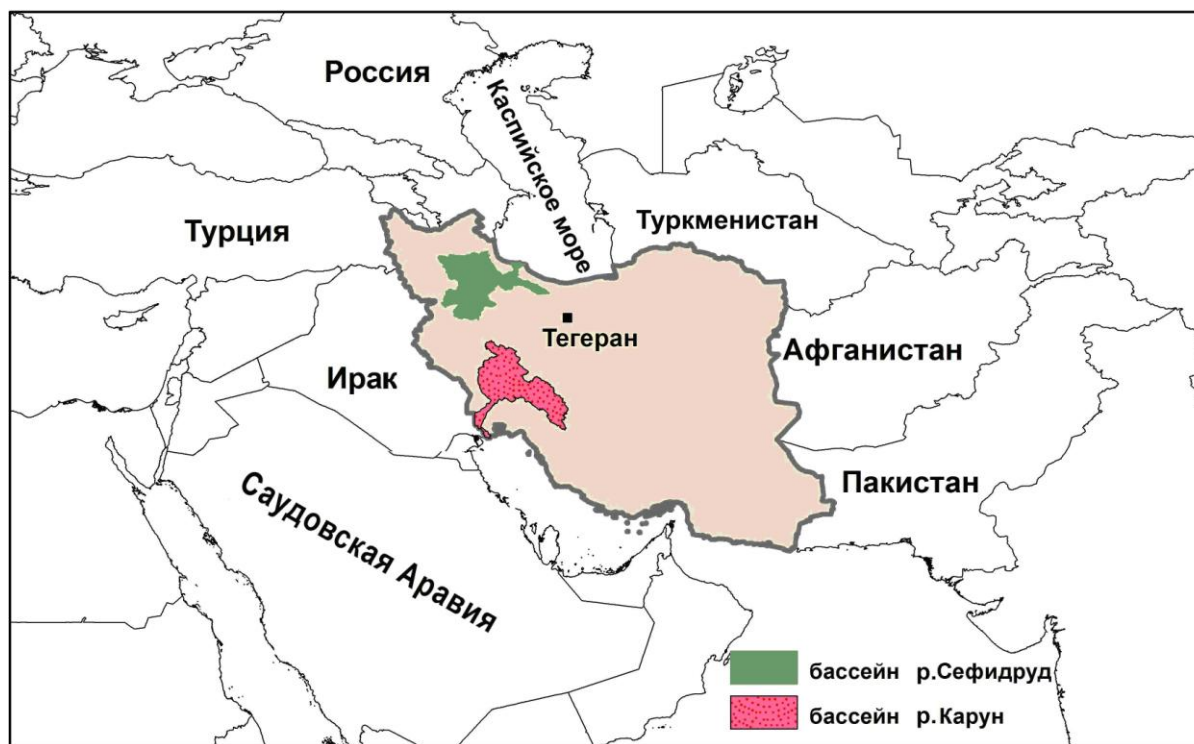 Россия
Каспийское море
Турция
Туркменистан
Тегеран
Афганистан
Ирак
Пакистан
Саудовская Аравия
бассейн р.Сефидруд
бассейн р.Карун